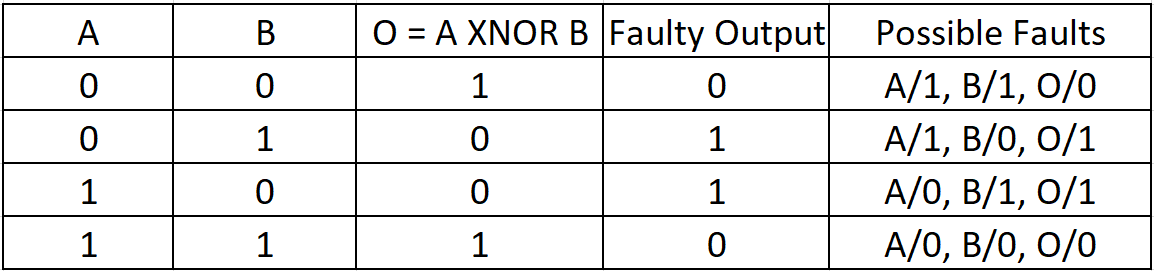 A B O = A XNOR B Faulty Output Possible Faults
0 0 1 0 A/1, B/1, O/0
0 1 0 1 A/1, B/0, O/1
1 0 0 1 A/0, B/1, O/1
1 1 1 0 A/0, B/0, O/0